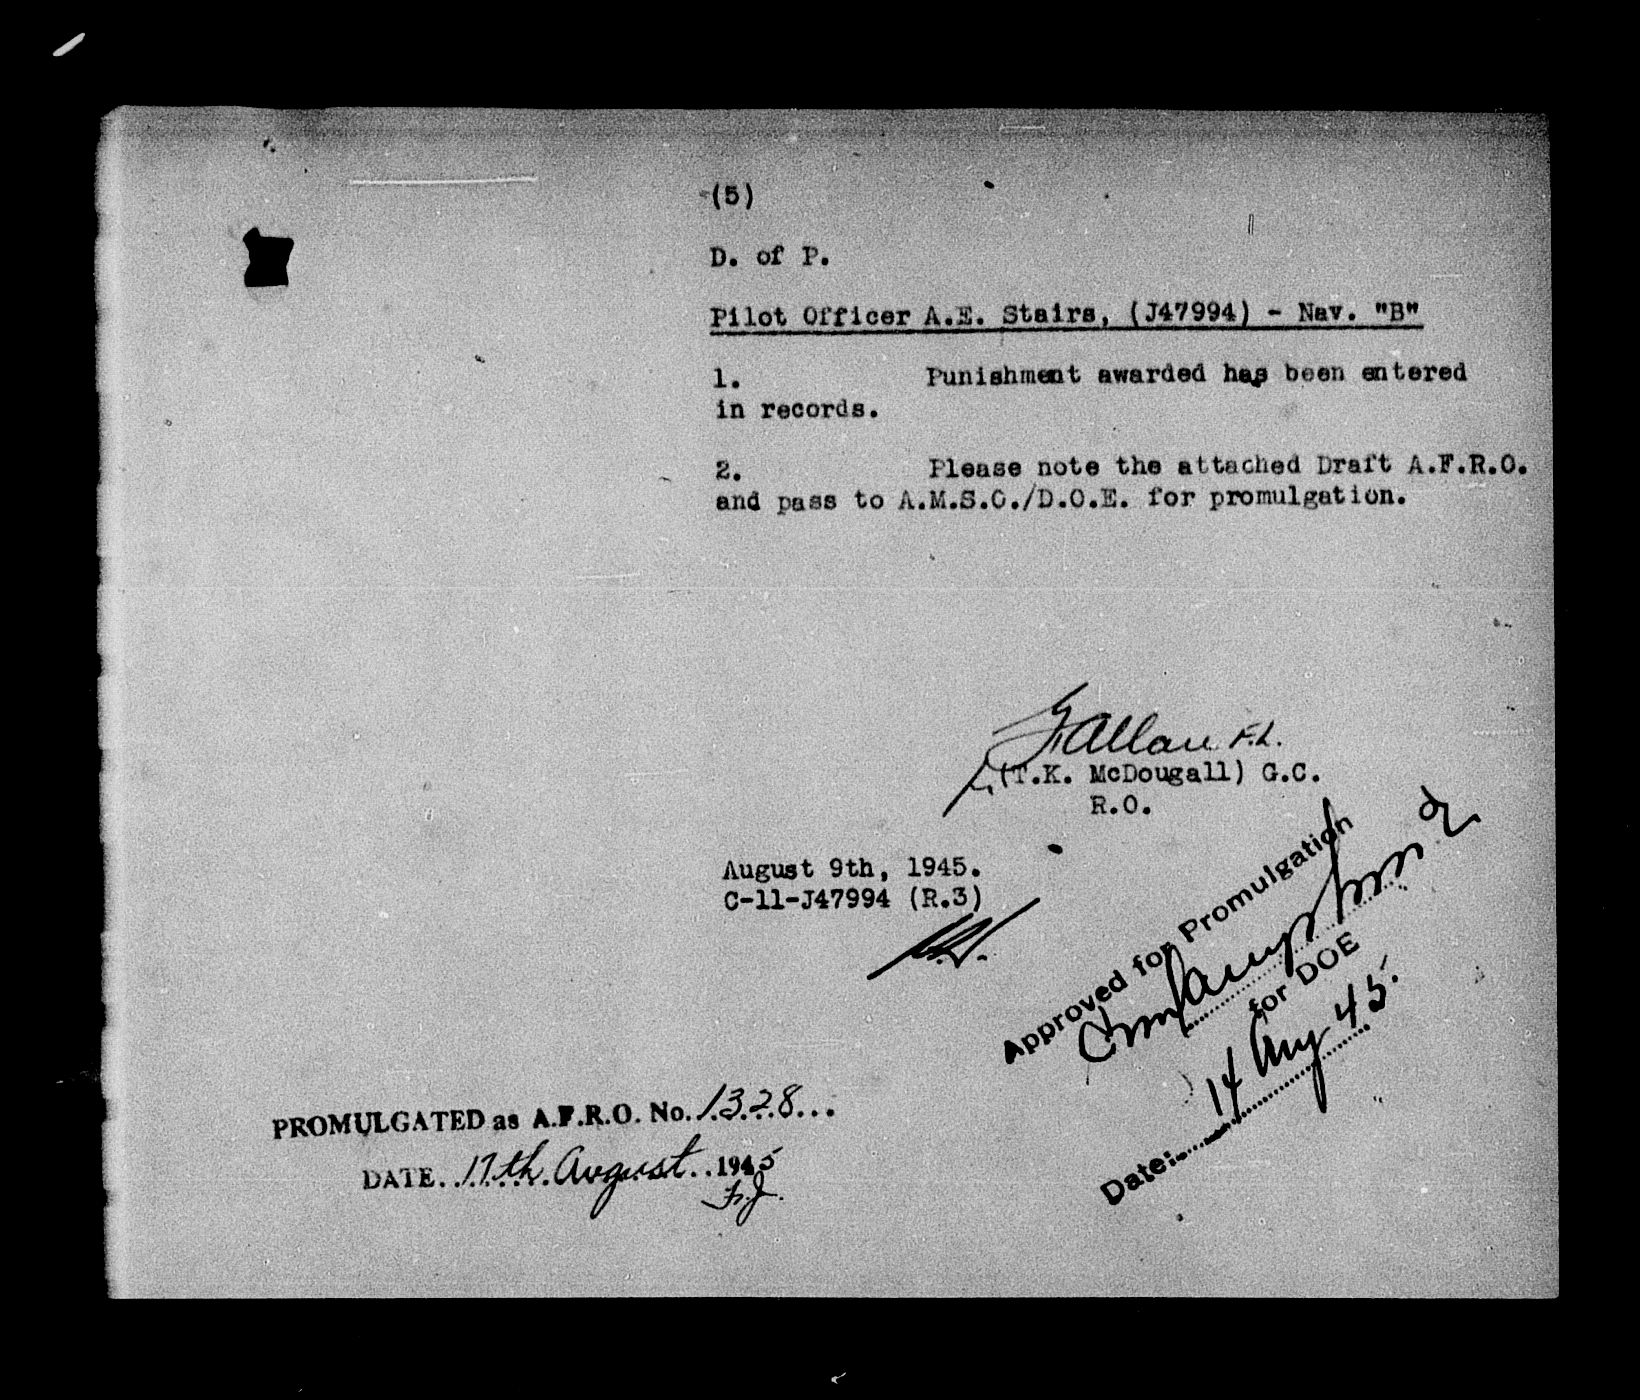 (5)
D. of P.
Pilot Officer A.E. Stairs, (J47994) - Nav. "B"
1. Punishment awarded has been entered
in records.
2. Please note the attached Draft A.F.R.O.
and pass to A.M.S.O./D.O.E. for promulgation.
Allan F.L.
(T.K. McDougall) G.C.
R.O.
August 9th, 1945.
C-11-J47994 (R.3)
Approved for Promulgation
for DOE
Date: 14 Aug 45.
PROMULGATED as A.F.R.O. No. 1328...
DATE. 17th August. 1945